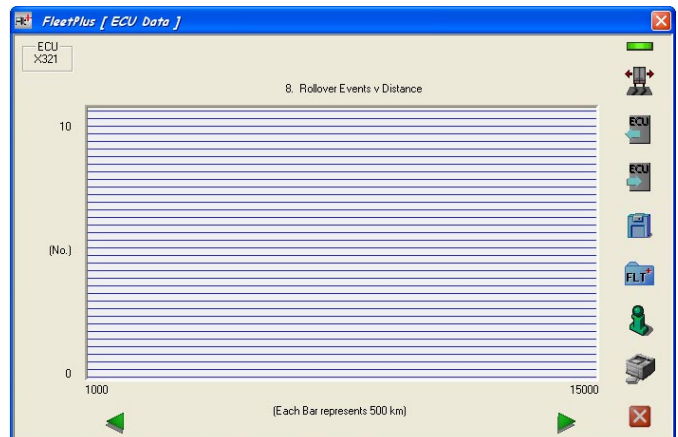 FleetPlus [ ECU Data ]
ECU
X321
8. Rollover Events v Distance
10
(No.)
0
1000
15000
(Each Bar represents 500 km)
ECU
ECU
FLT+